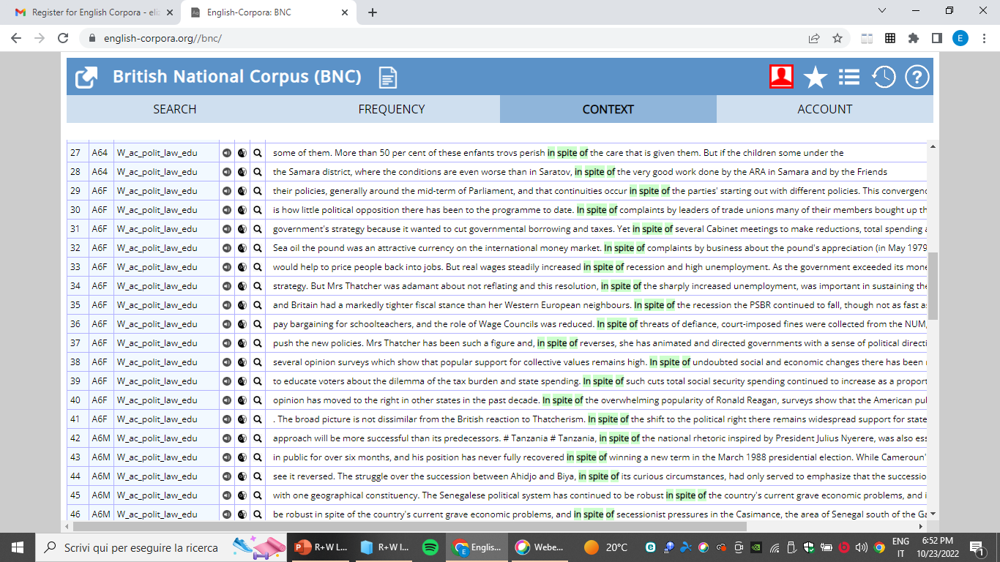 Register for English Corpora - eli
English-Corpora: BNC
english-corpora.org//bnc/
E
British National Corpus (BNC)
SEARCH FREQUENCY CONTEXT ACCOUNT
27 A64 W_ac_polit_law_edu some of them. More than 50 per cent of these enfants trovs perish in spite of the care that is given them. But if the children some under the
28 A64 W_ac_polit_law_edu the Samara district, where the conditions are even worse than in Saratov, in spite of the very good work done by the ARA in Samara and by the Friends
29 A6F W_ac_polit_law_edu their policies, generally around the mid-term of Parliament, and that continuities occur in spite of the parties' starting out with different policies. This convergenc
30 A6F W_ac_polit_law_edu is how little political opposition there has been to the programme to date. In spite of complaints by leaders of trade unions many of their members bought up th
31 A6F W_ac_polit_law_edu government's strategy because it wanted to cut governmental borrowing and taxes. Yet in spite of several Cabinet meetings to make reductions, total spending a
32 A6F W_ac_polit_law_edu Sea oil the pound was an attractive currency on the international money market. In spite of complaints by business about the pound's appreciation (in May 1979
33 A6F W_ac_polit_law_edu would help to price people back into jobs. But real wages steadily increased in spite of recession and high unemployment. As the government exceeded its mone
34 A6F W_ac_polit_law_edu strategy. But Mrs Thatcher was adamant about not reflating and this resolution, in spite of the sharply increased unemployment, was important in sustaining the
35 A6F W_ac_polit_law_edu and Britain had a markedly tighter fiscal stance than her Western European neighbours. In spite of the recession the PSBR continued to fall, though not as fast a
36 A6F W_ac_polit_law_edu pay bargaining for schoolteachers, and the role of Wage Councils was reduced. In spite of threats of defiance, court-imposed fines were collected from the NUM,
37 A6F W_ac_polit_law_edu push the new policies. Mrs Thatcher has been such a figure and, in spite of reverses, she has animated and directed governments with a sense of political directi
38 A6F W_ac_polit_law_edu several opinion surveys which show that popular support for collective values remains high. In spite of undoubted social and economic changes there has been
39 A6F W_ac_polit_law_edu to educate voters about the dilemma of the tax burden and state spending. In spite of such cuts total social security spending continued to increase as a proport
40 A6F W_ac_polit_law_edu opinion has moved to the right in other states in the past decade. In spite of the overwhelming popularity of Ronald Reagan, surveys show that the American pu
41 A6F W_ac_polit_law_edu . The broad picture is not dissimilar from the British reaction to Thatcherism. In spite of the shift to the political right there remains widespread support for state
42 A6M W_ac_polit_law_edu approach will be more successful than its predecessors. # Tanzania # Tanzania, in spite of the national rhetoric inspired by President Julius Nyerere, was also ess
43 A6M W_ac_polit_law_edu in public for over six months, and his position has never fully recovered in spite of winning a new term in the March 1988 presidential election. While Cameroun'
44 A6M W_ac_polit_law_edu see it reversed. The struggle over the succession between Ahidjo and Biya, in spite of its curious circumstances, had only served to emphasize that the successio
45 A6M W_ac_polit_law_edu with one geographical constituency. The Senegalese political system has continued to be robust in spite of the country's current grave economic problems, and i
46 A6M W_ac_polit_law_edu be robust in spite of the country's current grave economic problems, and in spite of secessionist pressures in the Casimance, the area of Senegal south of the Ga
Scrivi qui per eseguire la ricerca R+W L... R+W I... Englis... Webe... 20°C ENG 6:52 PM
IT 10/23/2022 1